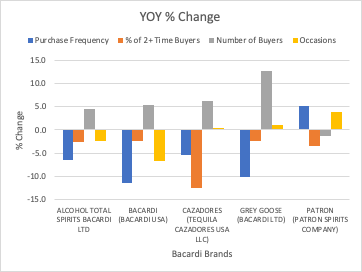 YOY % Change
Purchase Frequency % of 2+ Time Buyers Number of Buyers Occasions
15.0
10.0
5.0
0.0
-5.0
-10.0
-15.0
% Change
ALCOHOL TOTAL SPIRITS BACARDI LTD
BACARDI (BACARDI USA)
CAZADORES (TEQUILA CAZADORES USA LLC)
GREY GOOSE (BACARDI LTD)
PATRON (PATRON SPIRITS COMPANY)
Bacardi Brands